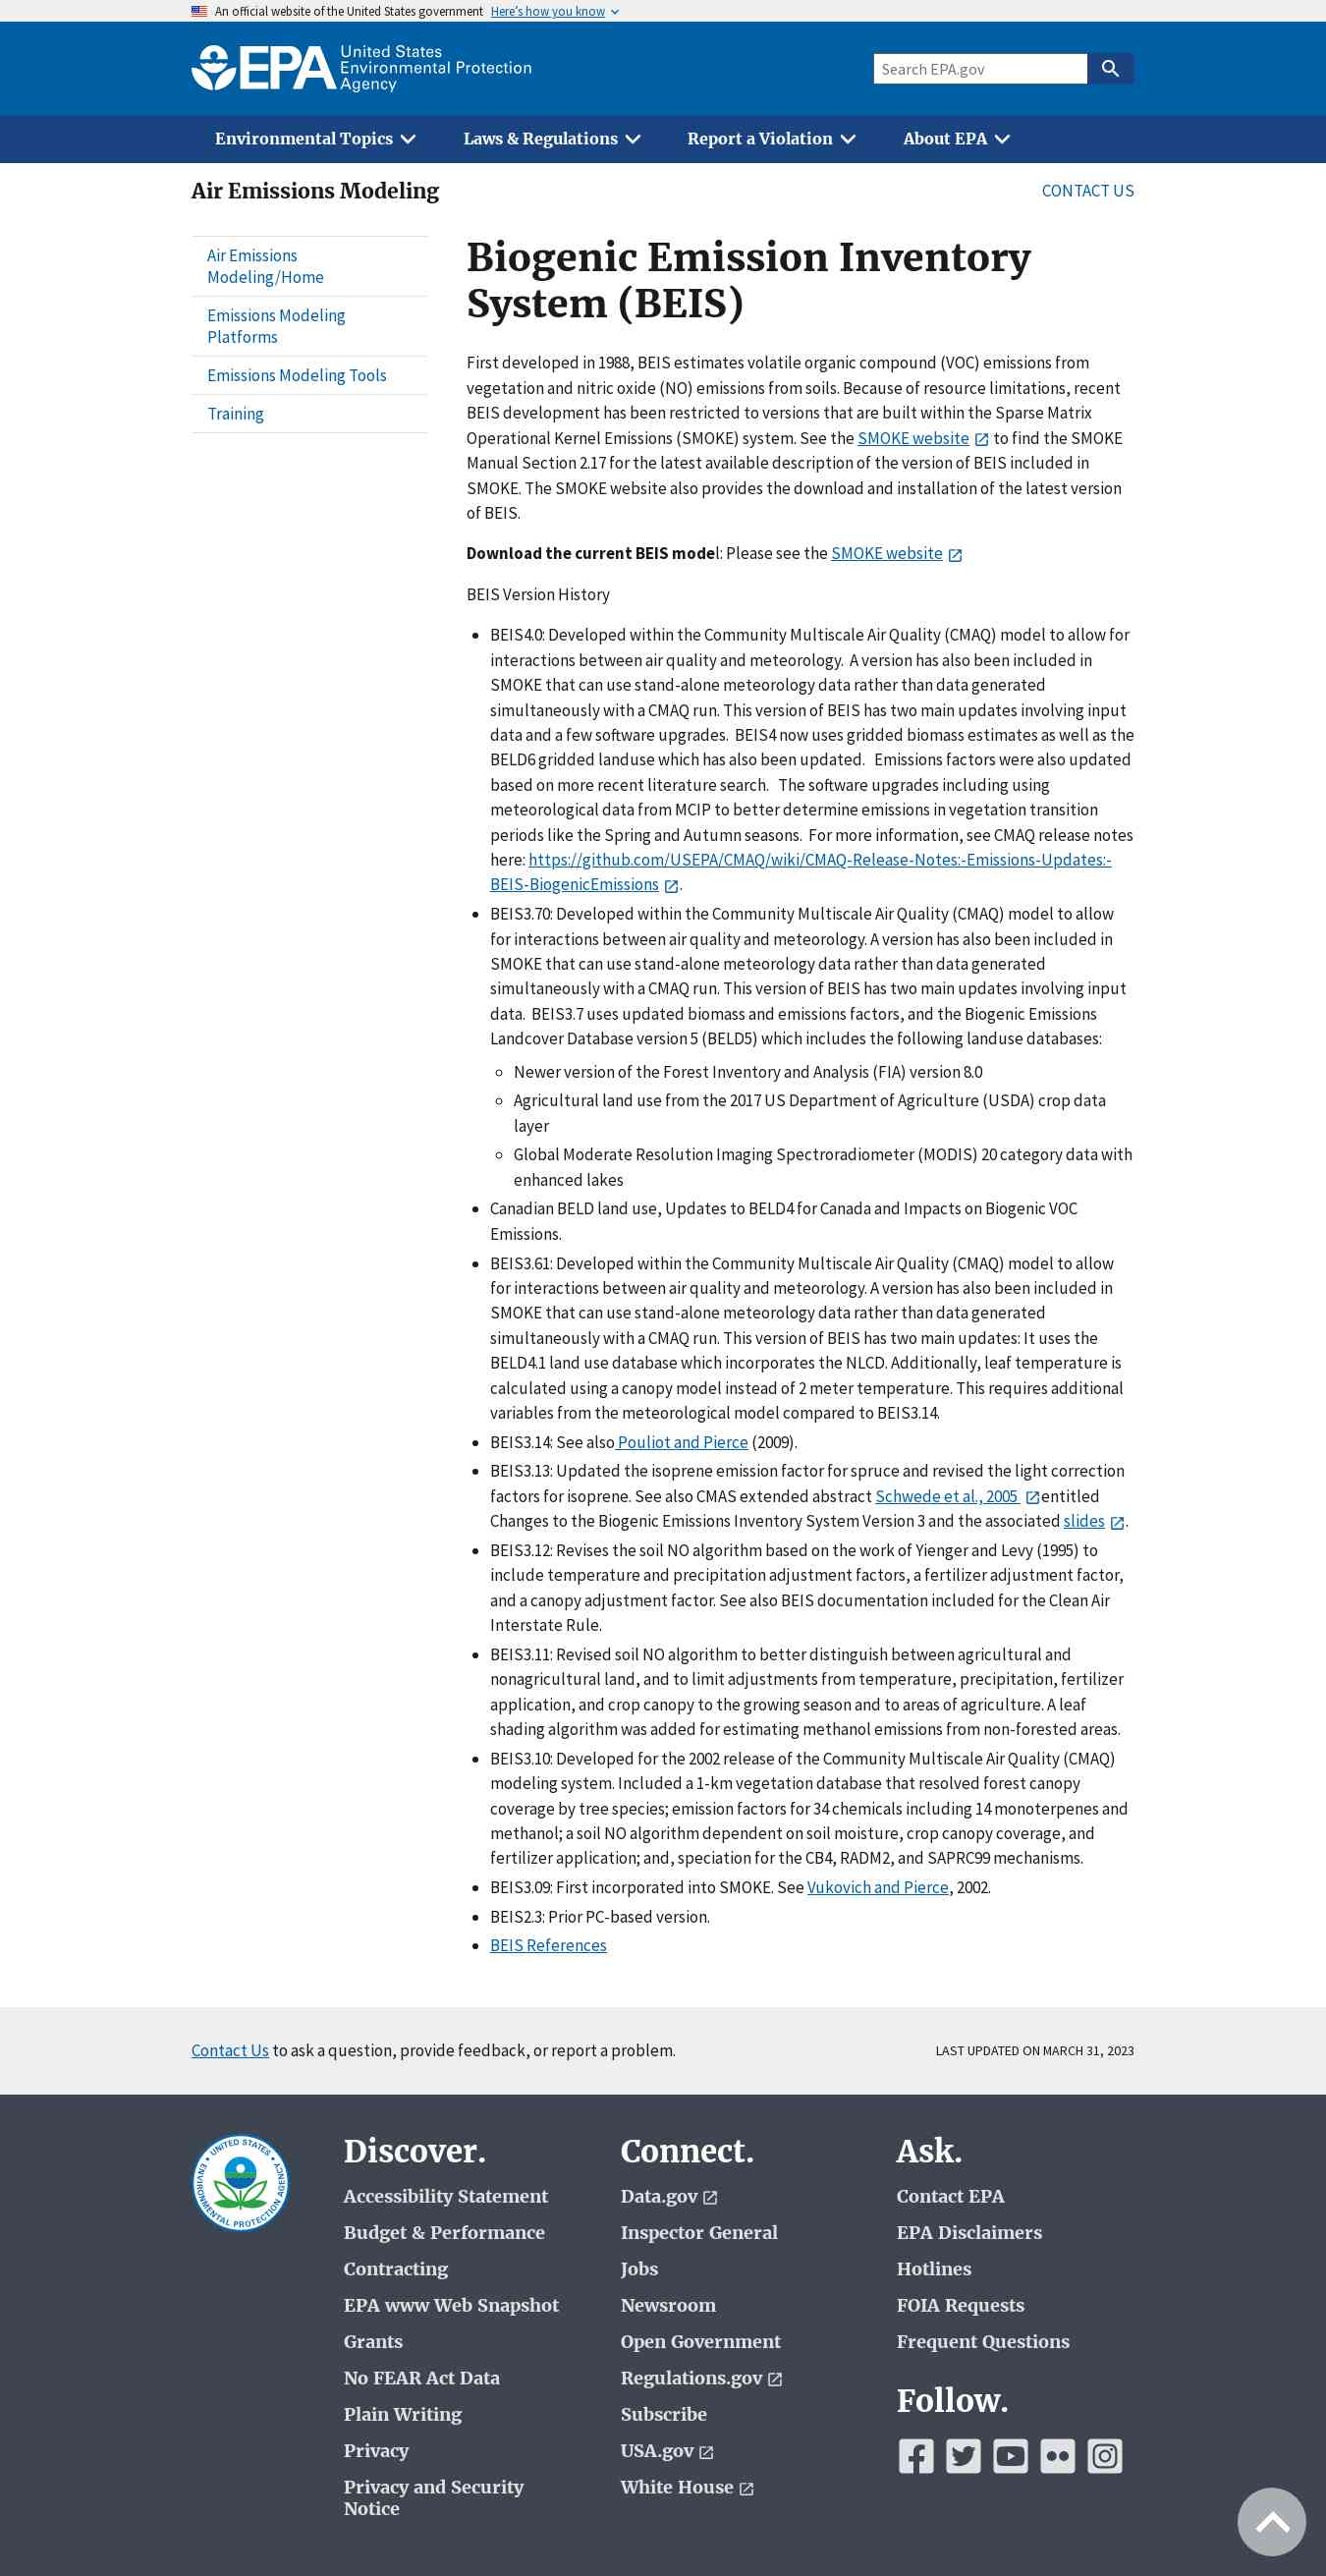 An official website of the United States government Here's how you know
EPA United States
Environmental Protection
Agency
Search EPA.gov
Environmental Topics Laws & Regulations Report a Violation About EPA
Air Emissions Modeling
CONTACT US
Air Emissions
Modeling/Home
Emissions Modeling
Platforms
Emissions Modeling Tools
Training
Biogenic Emission Inventory
System (BEIS)
First developed in 1988, BEIS estimates volatile organic compound (VOC) emissions from
vegetation and nitric oxide (NO) emissions from soils. Because of resource limitations, recent
BEIS development has been restricted to versions that are built within the Sparse Matrix
Operational Kernel Emissions (SMOKE) system. See the SMOKE website to find the SMOKE
Manual Section 2.17 for the latest available description of the version of BEIS included in
SMOKE. The SMOKE website also provides the download and installation of the latest version
of BEIS.
Download the current BEIS model: Please see the SMOKE website
BEIS Version History
• BEIS4.0: Developed within the Community Multiscale Air Quality (CMAQ) model to allow for
interactions between air quality and meteorology. A version has also been included in
SMOKE that can use stand-alone meteorology data rather than data generated
simultaneously with a CMAQ run. This version of BEIS has two main updates involving input
data and a few software upgrades. BEIS4 now uses gridded biomass estimates as well as the
BELD6 gridded landuse which has also been updated. Emissions factors were also updated
based on more recent literature search. The software upgrades including using
meteorological data from MCIP to better determine emissions in vegetation transition
periods like the Spring and Autumn seasons. For more information, see CMAQ release notes
here: https://github.com/USEPA/CMAQ/wiki/CMAQ-Release-Notes:-Emissions-Updates:-
BEIS-BiogenicEmissions .
• BEIS3.70: Developed within the Community Multiscale Air Quality (CMAQ) model to allow
for interactions between air quality and meteorology. A version has also been included in
SMOKE that can use stand-alone meteorology data rather than data generated
simultaneously with a CMAQ run. This version of BEIS has two main updates involving input
data. BEIS3.7 uses updated biomass and emissions factors, and the Biogenic Emissions
Landcover Database version 5 (BELD5) which includes the following landuse databases:
◦ Newer version of the Forest Inventory and Analysis (FIA) version 8.0
◦ Agricultural land use from the 2017 US Department of Agriculture (USDA) crop data
layer
◦ Global Moderate Resolution Imaging Spectroradiometer (MODIS) 20 category data with
enhanced lakes
• Canadian BELD land use, Updates to BELD4 for Canada and Impacts on Biogenic VOC
Emissions.
• BEIS3.61: Developed within the Community Multiscale Air Quality (CMAQ) model to allow
for interactions between air quality and meteorology. A version has also been included in
SMOKE that can use stand-alone meteorology data rather than data generated
simultaneously with a CMAQ run. This version of BEIS has two main updates: It uses the
BELD4.1 land use database which incorporates the NLCD. Additionally, leaf temperature is
calculated using a canopy model instead of 2 meter temperature. This requires additional
variables from the meteorological model compared to BEIS3.14.
• BEIS3.14: See also Pouliot and Pierce (2009).
• BEIS3.13: Updated the isoprene emission factor for spruce and revised the light correction
factors for isoprene. See also CMAS extended abstract Schwede et al., 2005 entitled
Changes to the Biogenic Emissions Inventory System Version 3 and the associated slides .
• BEIS3.12: Revises the soil NO algorithm based on the work of Yienger and Levy (1995) to
include temperature and precipitation adjustment factors, a fertilizer adjustment factor,
and a canopy adjustment factor. See also BEIS documentation included for the Clean Air
Interstate Rule.
• BEIS3.11: Revised soil NO algorithm to better distinguish between agricultural and
nonagricultural land, and to limit adjustments from temperature, precipitation, fertilizer
application, and crop canopy to the growing season and to areas of agriculture. A leaf
shading algorithm was added for estimating methanol emissions from non-forested areas.
• BEIS3.10: Developed for the 2002 release of the Community Multiscale Air Quality (CMAQ)
modeling system. Included a 1-km vegetation database that resolved forest canopy
coverage by tree species; emission factors for 34 chemicals including 14 monoterpenes and
methanol; a soil NO algorithm dependent on soil moisture, crop canopy coverage, and
fertilizer application; and, speciation for the CB4, RADM2, and SAPRC99 mechanisms.
• BEIS3.09: First incorporated into SMOKE. See Vukovich and Pierce, 2002.
• BEIS2.3: Prior PC-based version.
• BEIS References
Contact Us to ask a question, provide feedback, or report a problem.
LAST UPDATED ON MARCH 31, 2023
UNITED STATES
ENVIRONMENTAL PROTECTION AGENCY
Discover.
Accessibility Statement
Budget & Performance
Contracting
EPA www Web Snapshot
Grants
No FEAR Act Data
Plain Writing
Privacy
Privacy and Security
Notice
Connect.
Data.gov
Inspector General
Jobs
Newsroom
Open Government
Regulations.gov
Subscribe
USA.gov
White House
Ask.
Contact EPA
EPA Disclaimers
Hotlines
FOIA Requests
Frequent Questions
Follow.